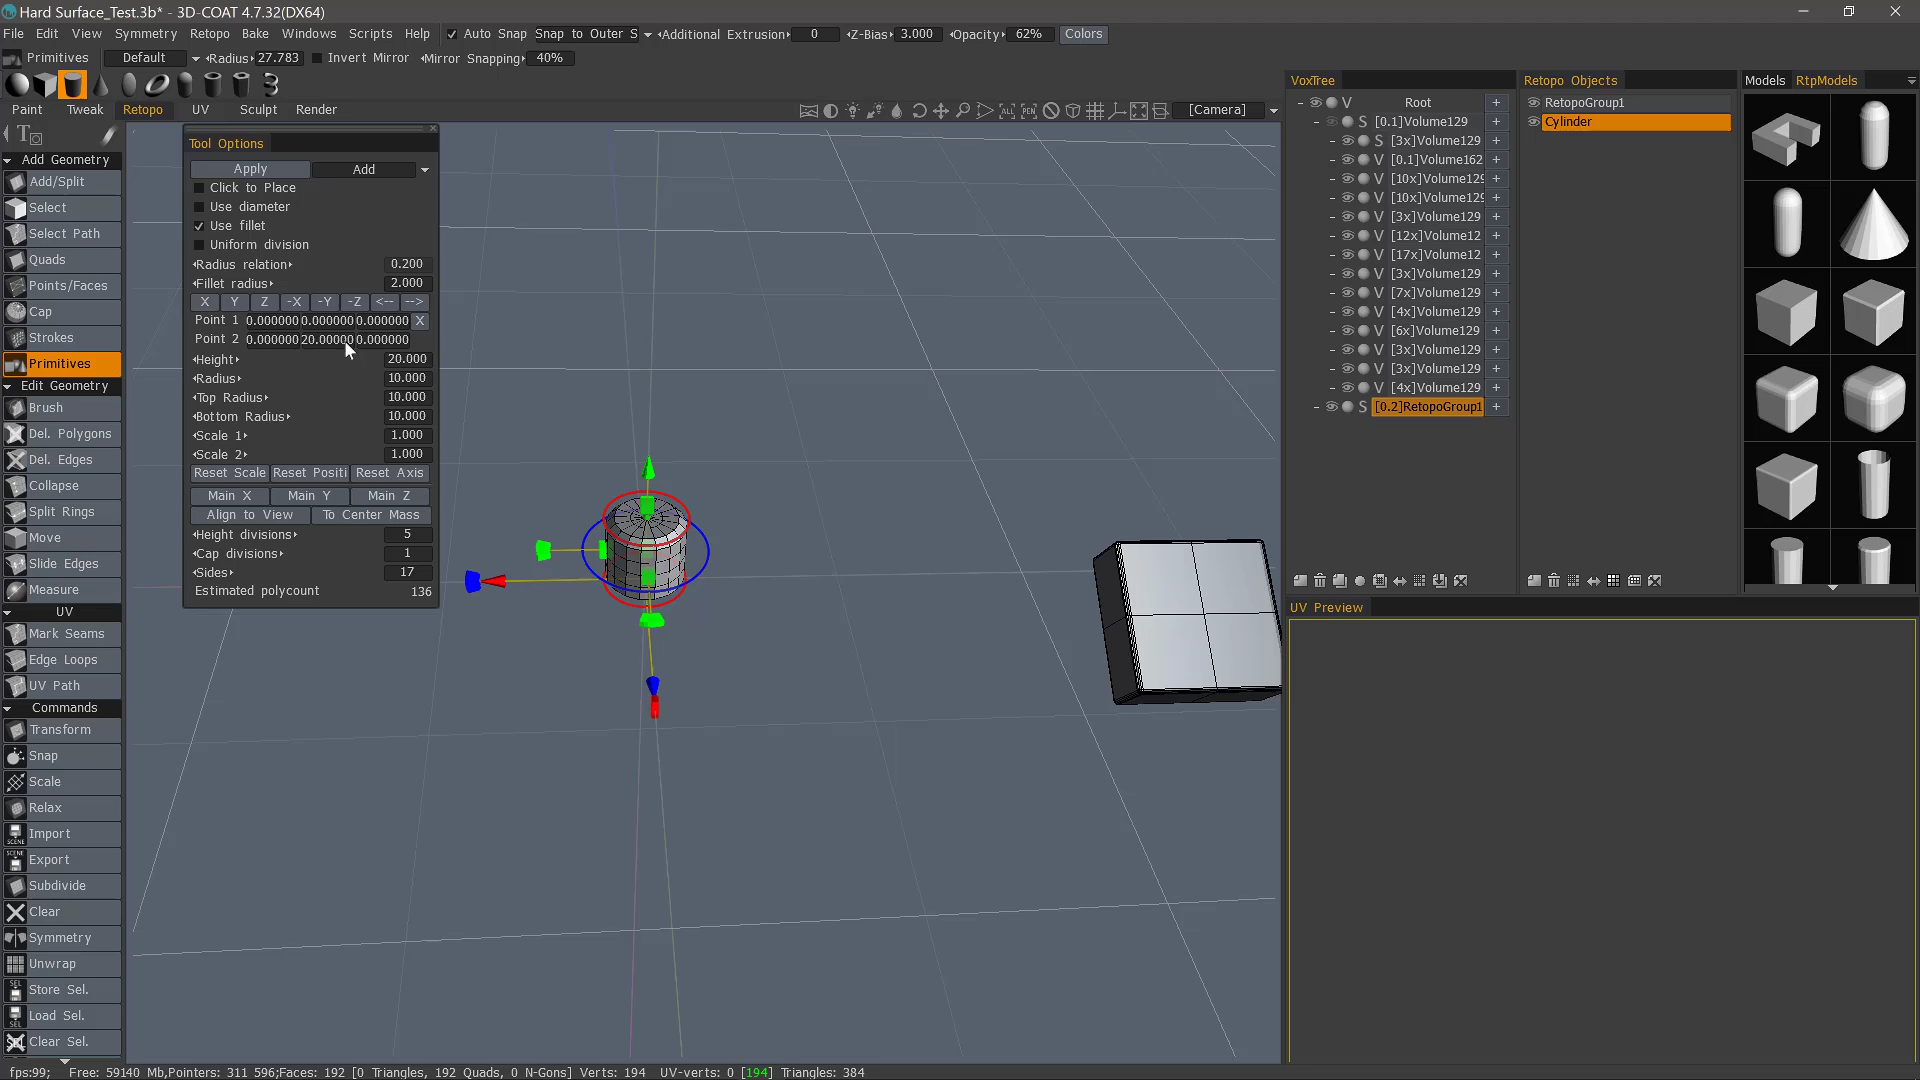 Hard Surface_Test.3b* - 3D-COAT 4.7.32(DX64)
File Edit View Symmetry Retopo Bake Windows Scripts Help Auto Snap Snap to Outer S Additional Extrusion 0 Z-Bias 3.000 Opacity 62% Colors
Primitives Default Radius 27.783 Invert Mirror Mirror Snapping 40%
Paint Tweak Retopo UV Sculpt Render [Camera]
Add Geometry
Add/Split
Select
Select Path
Quads
Points/Faces
Cap
Strokes
Primitives
Edit Geometry
Brush
Del. Polygons
Del. Edges
Collapse
Split Rings
Move
Slide Edges
Measure
UV
Mark Seams
Edge Loops
UV Path
Commands
Transform
Snap
Scale
Relax
Import
Export
Subdivide
Clear
Symmetry
Unwrap
Store Sel.
Load Sel.
Clear Sel.
Tool Options
Apply Add
Click to Place
Use diameter
Use fillet
Uniform division
Radius relation 0.200
Fillet radius 2.000
X Y Z -X -Y -Z <-- -->
Point 1 0.000000 0.000000 0.000000 X
Point 2 0.000000 20.00000 0.000000
Height 20.000
Radius 10.000
Top Radius 10.000
Bottom Radius 10.000
Scale 1 1.000
Scale 2 1.000
Reset Scale Reset Positi Reset Axis
Main X Main Y Main Z
Align to View To Center Mass
Height divisions 5
Cap divisions 1
Sides 17
Estimated polycount 136
VoxTree
V Root +
S [0.1]Volume129
S [3x]Volume129 +
V [0.1]Volume162 +
V [10x]Volume129 +
V [10x]Volume129 +
V [3x]Volume129 +
V [12x]Volume12 +
V [17x]Volume12 +
V [3x]Volume129 +
V [7x]Volume129 +
V [4x]Volume129 +
V [6x]Volume129 +
V [3x]Volume129 +
V [3x]Volume129 +
V [4x]Volume129 +
S [0.2]RetopoGroup1 +
Retopo Objects
RetopoGroup1
Cylinder
Models RtpModels
UV Preview
fps:99; Free: 59140 Mb,Pointers: 311 596;Faces: 192 [0 Triangles, 192 Quads, 0 N-Gons] Verts: 194 UV-verts: 0 [194] Triangles: 384